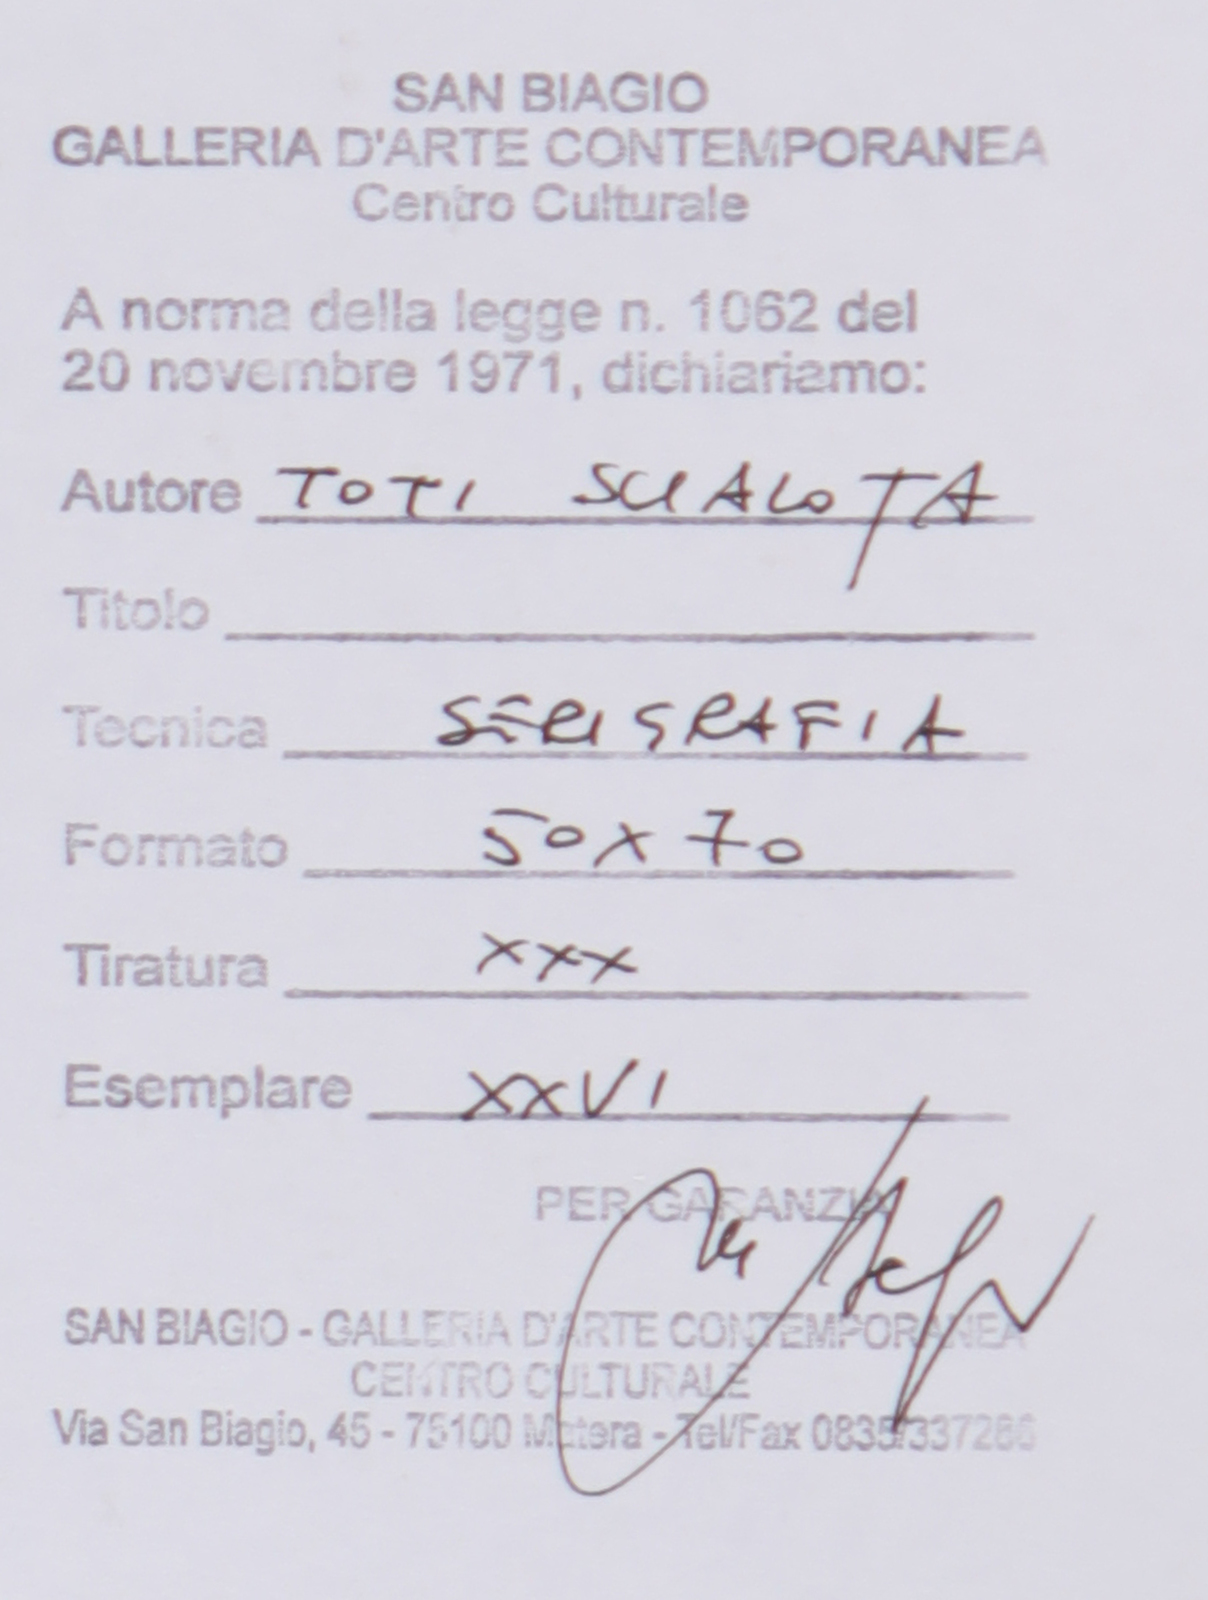 SAN BIAGIO
GALLERIA D'ARTE CONTEMPORANEA
Centro Culturale
A norma della legge n. 1062 del
20 novembre 1971, dichiariamo:
Autore TOTI SCIALOJA
Titolo
Tecnica SERIGRAFIA
Formato 50x70
Tiratura XXX
Esemplare XXVI
PER GARANZIA
SAN BIAGIO - GALLERIA D'ARTE CONTEMPORANEA
CENTRO CULTURALE
Via San Biagio, 45 - 75100 Matera - Tel/Fax 0835/337286